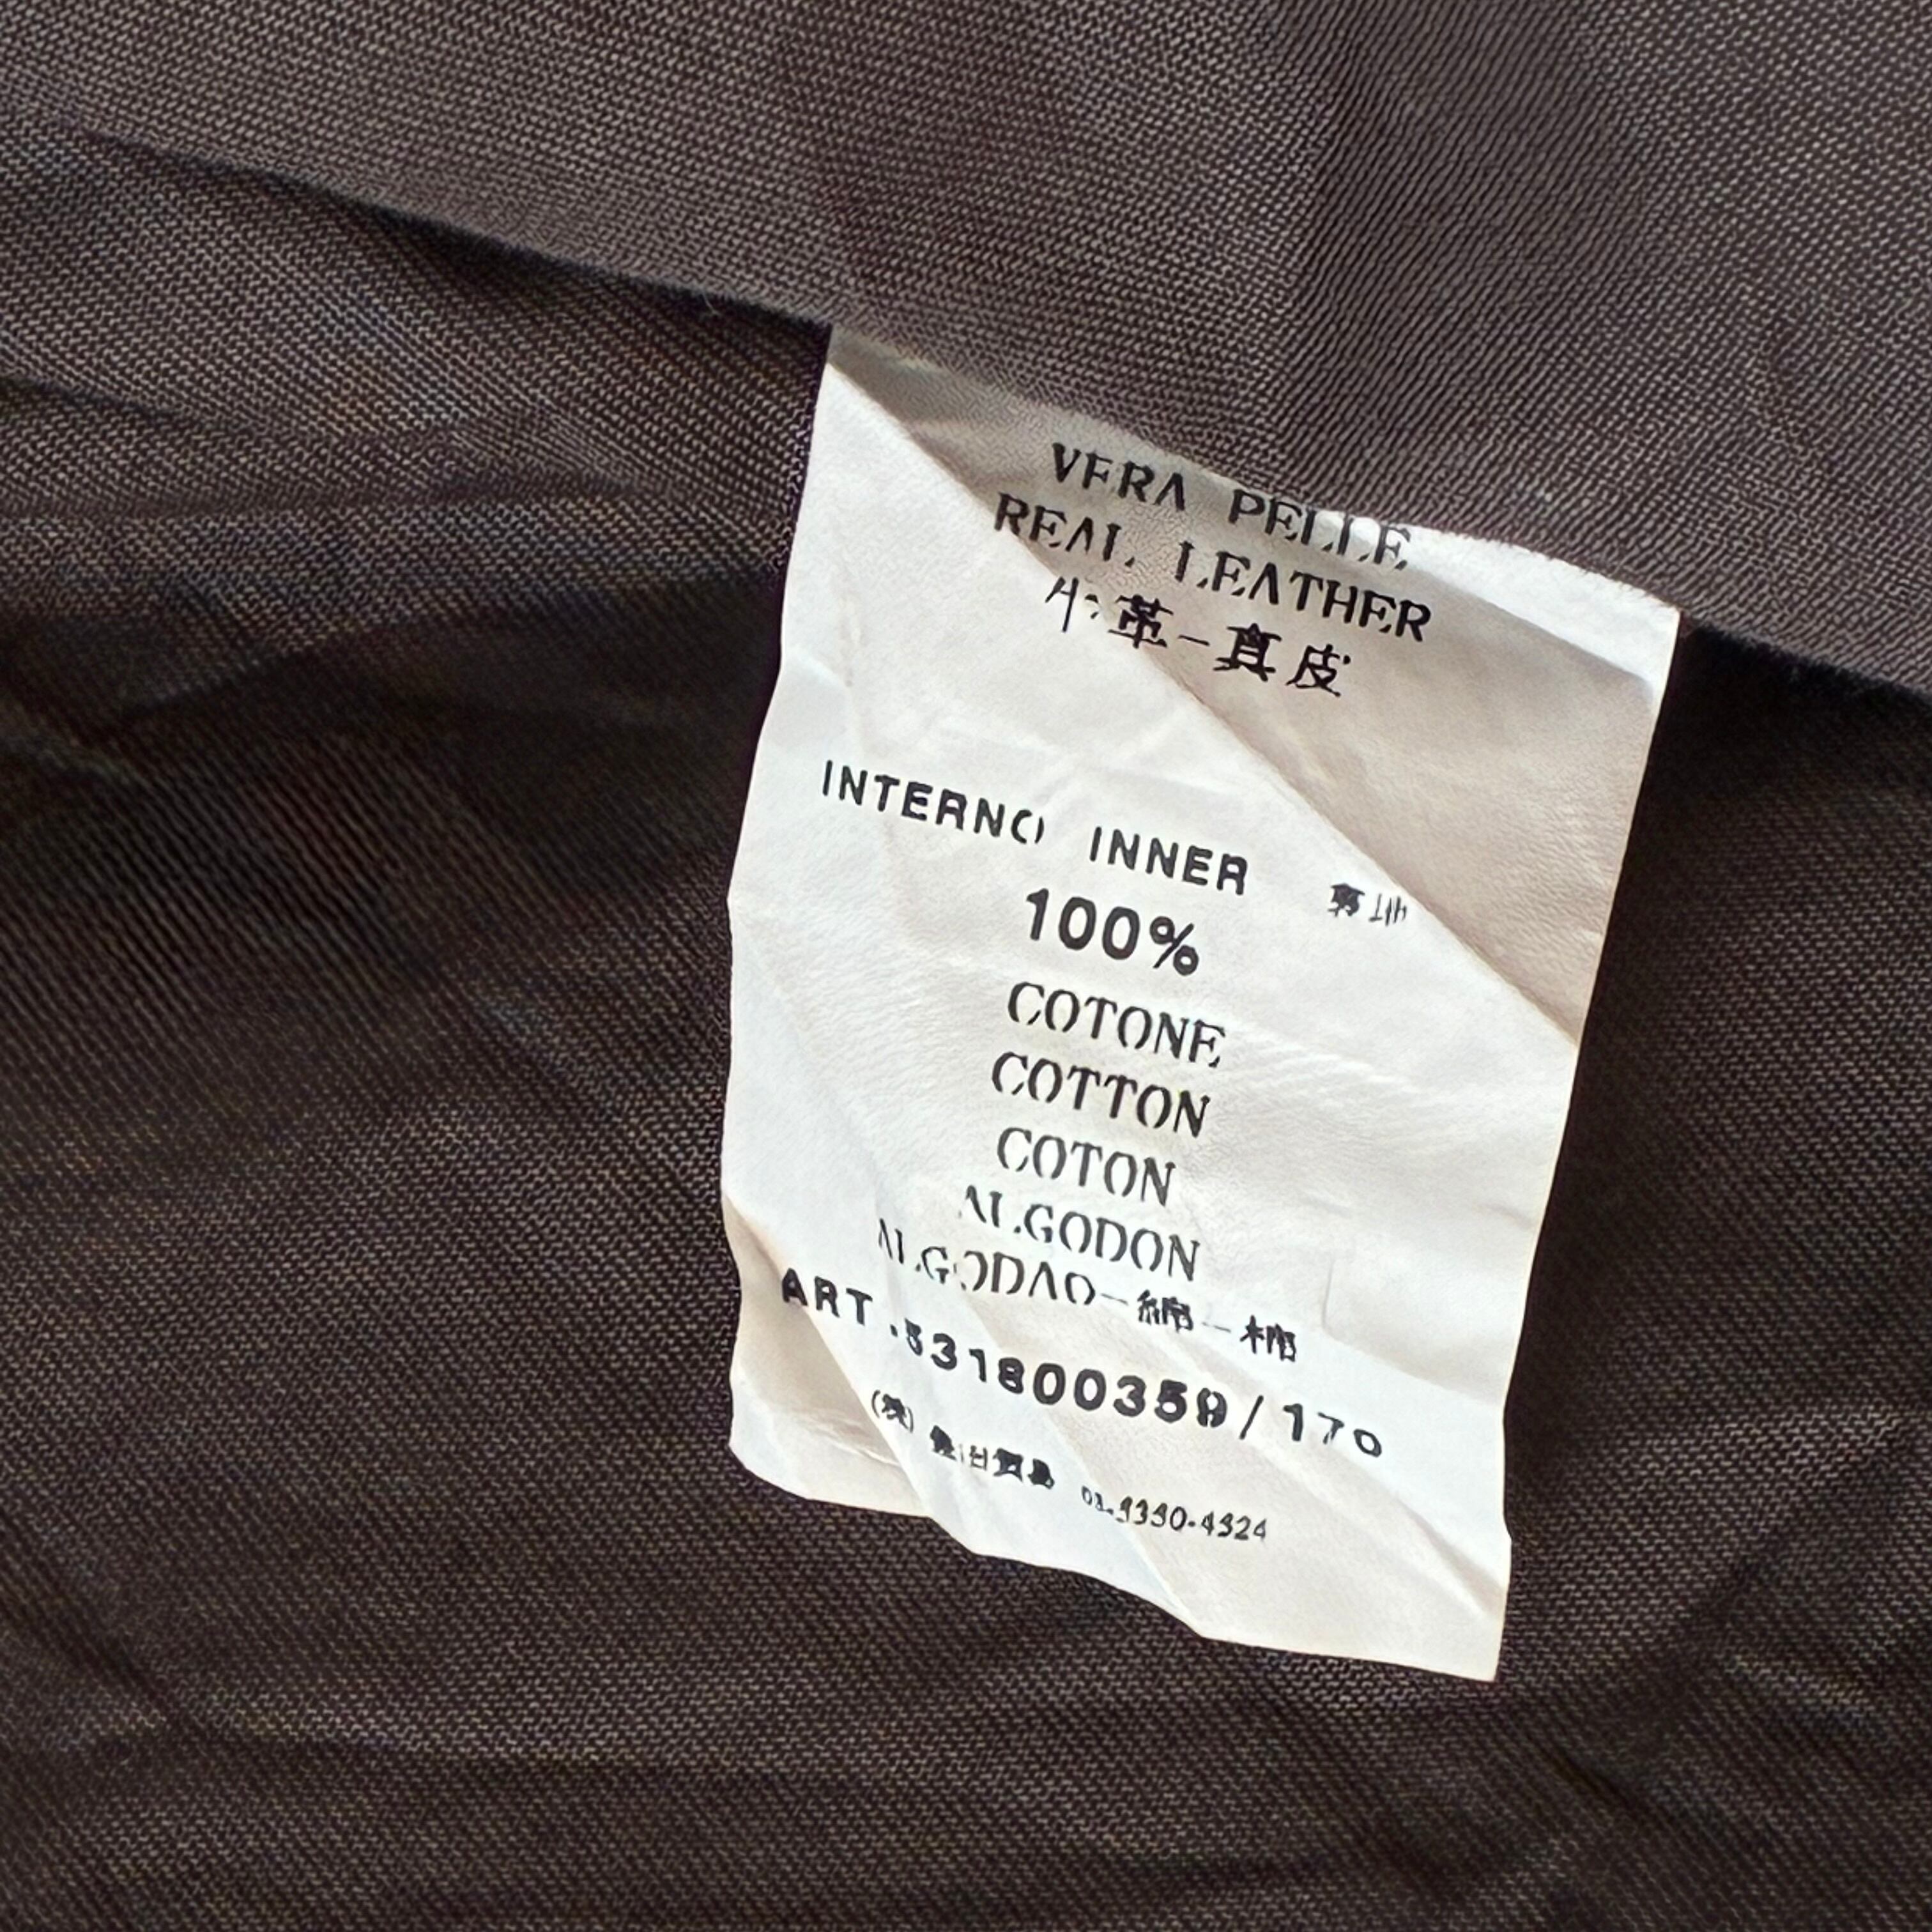 VERA PELLE
REAL LEATHER
牛革-真皮
INTERNO INNER
100%
COTONE
COTTON
COTON
ALGODON
ALGODAO-綿-棉
ART.531800359/170
(株)